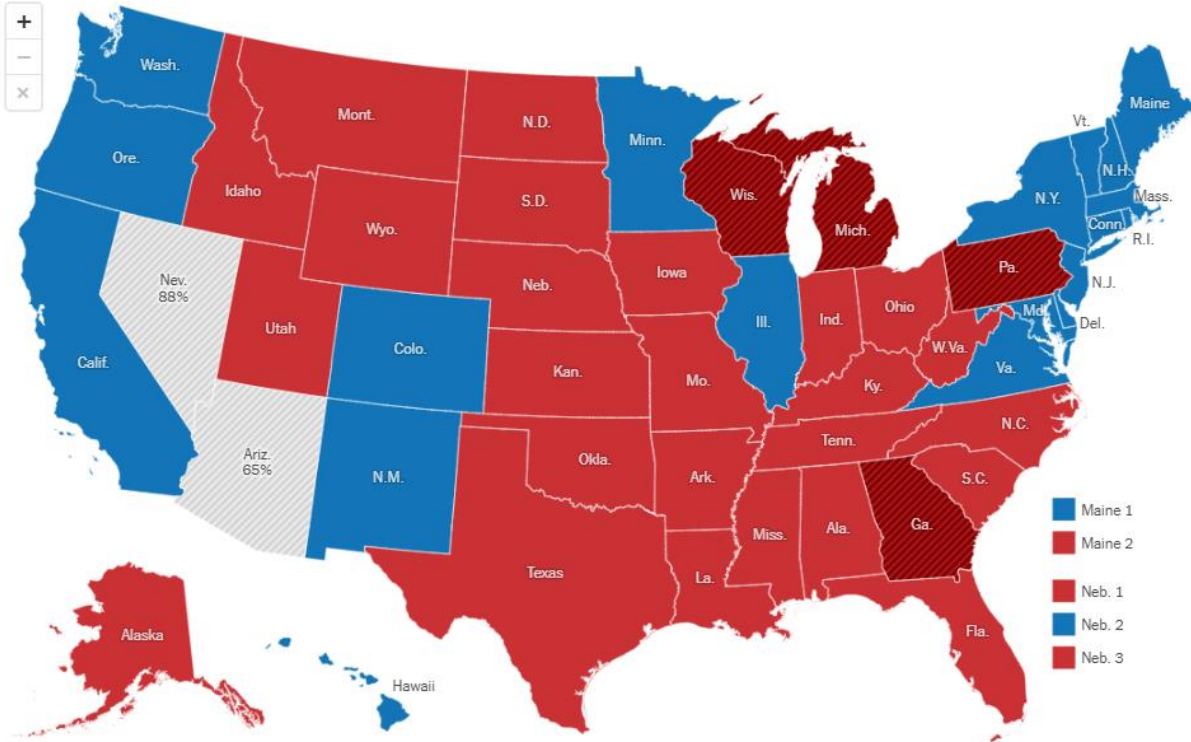 +
−
×
Wash.
Ore.
Calif.
Nev.
88%
Idaho
Mont.
Wyo.
Utah
Ariz.
65%
Colo.
N.M.
N.D.
S.D.
Neb.
Kan.
Okla.
Texas
Minn.
Iowa
Mo.
Ark.
La.
Wis.
Ill.
Mich.
Ind.
Ohio
Ky.
Tenn.
Miss.
Ala.
Ga.
Fla.
S.C.
N.C.
Va.
W.Va.
Pa.
Md.
Del.
N.J.
N.Y.
Conn.
R.I.
Mass.
Vt.
N.H.
Maine
Alaska
Hawaii
Maine 1
Maine 2
Neb. 1
Neb. 2
Neb. 3